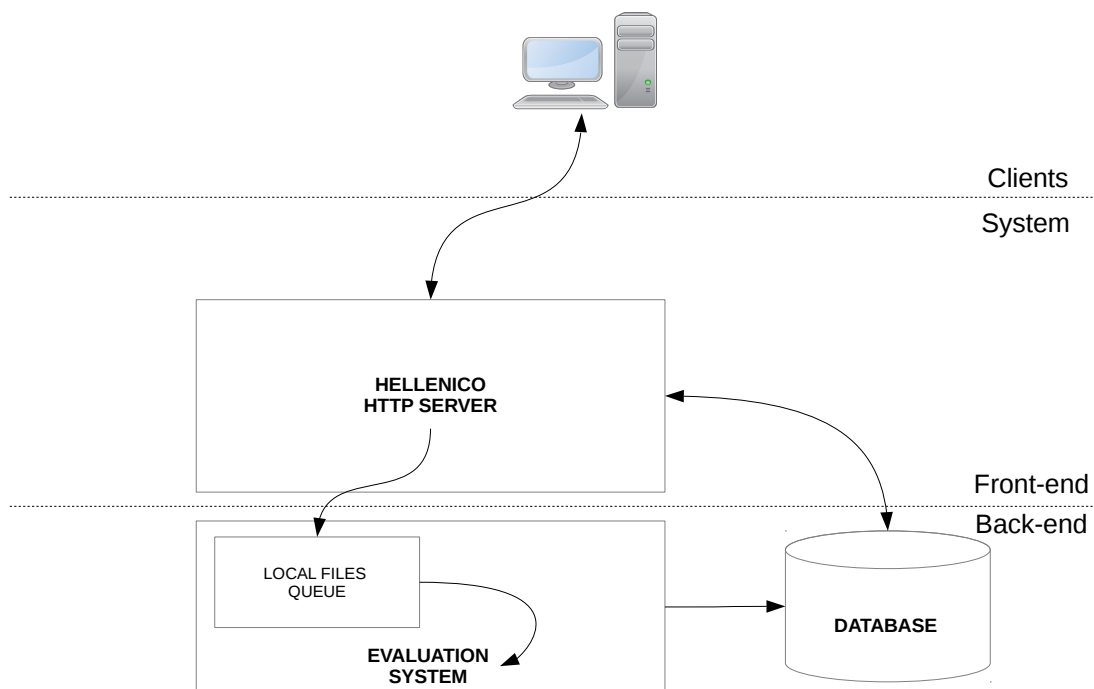 Clients
System
HELLENICO
HTTP SERVER
Front-end
Back-end
LOCAL FILES
QUEUE
DATABASE
EVALUATION
SYSTEM